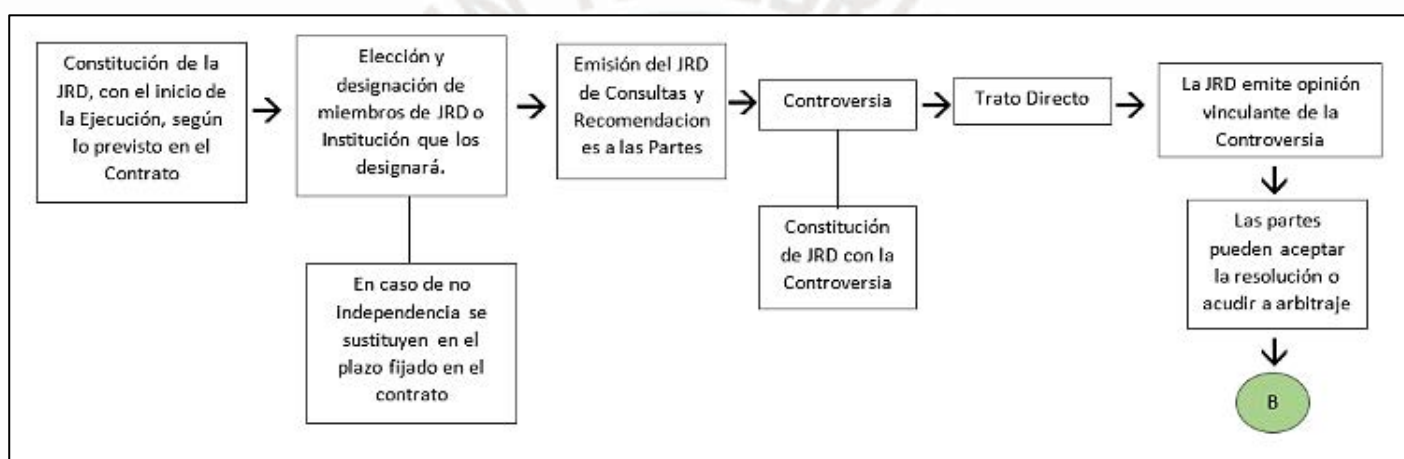 Constitución de la
JRD, con el inicio de
la Ejecución, según
lo previsto en el
Contrato
Elección y
designación de
miembros de JRD o
Institución que los
designará.
En caso de no
Independencia se
sustituyen en el
plazo fijado en el
contrato
Emisión del JRD
de Consultas y
Recomendacion
es a las Partes
Controversia
Constitución
de JRD con la
Controversia
Trato Directo
La JRD emite opinión
vinculante de la
Controversia
Las partes
pueden aceptar
la resolución o
acudir a arbitraje
B